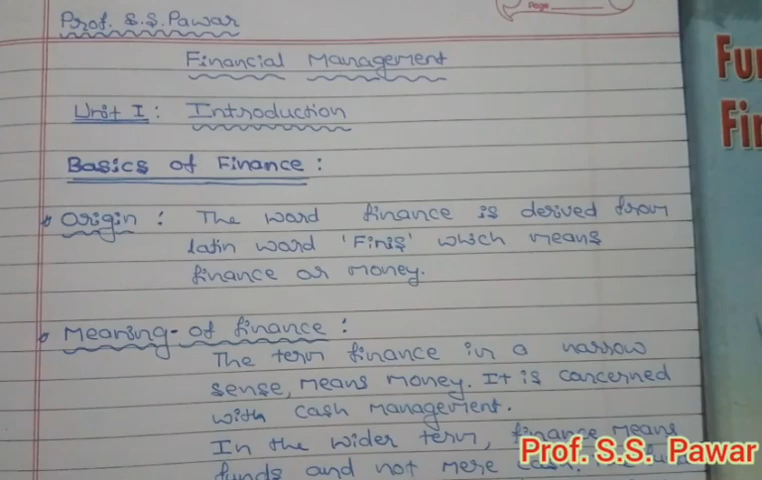 Prof. S.S. Pawar
Page
Financial Management
Unit I : Introduction
Basics of Finance :
Origin : The word finance is derived from
latin word 'Finis' which means
finance or money.
Meaning of finance :
The term finance in a narrow
sense, means money. It is concerned
with cash management.
In the wider term, finance means
funds and not mere cash.
Fu
Fi
Prof. S.S. Pawar